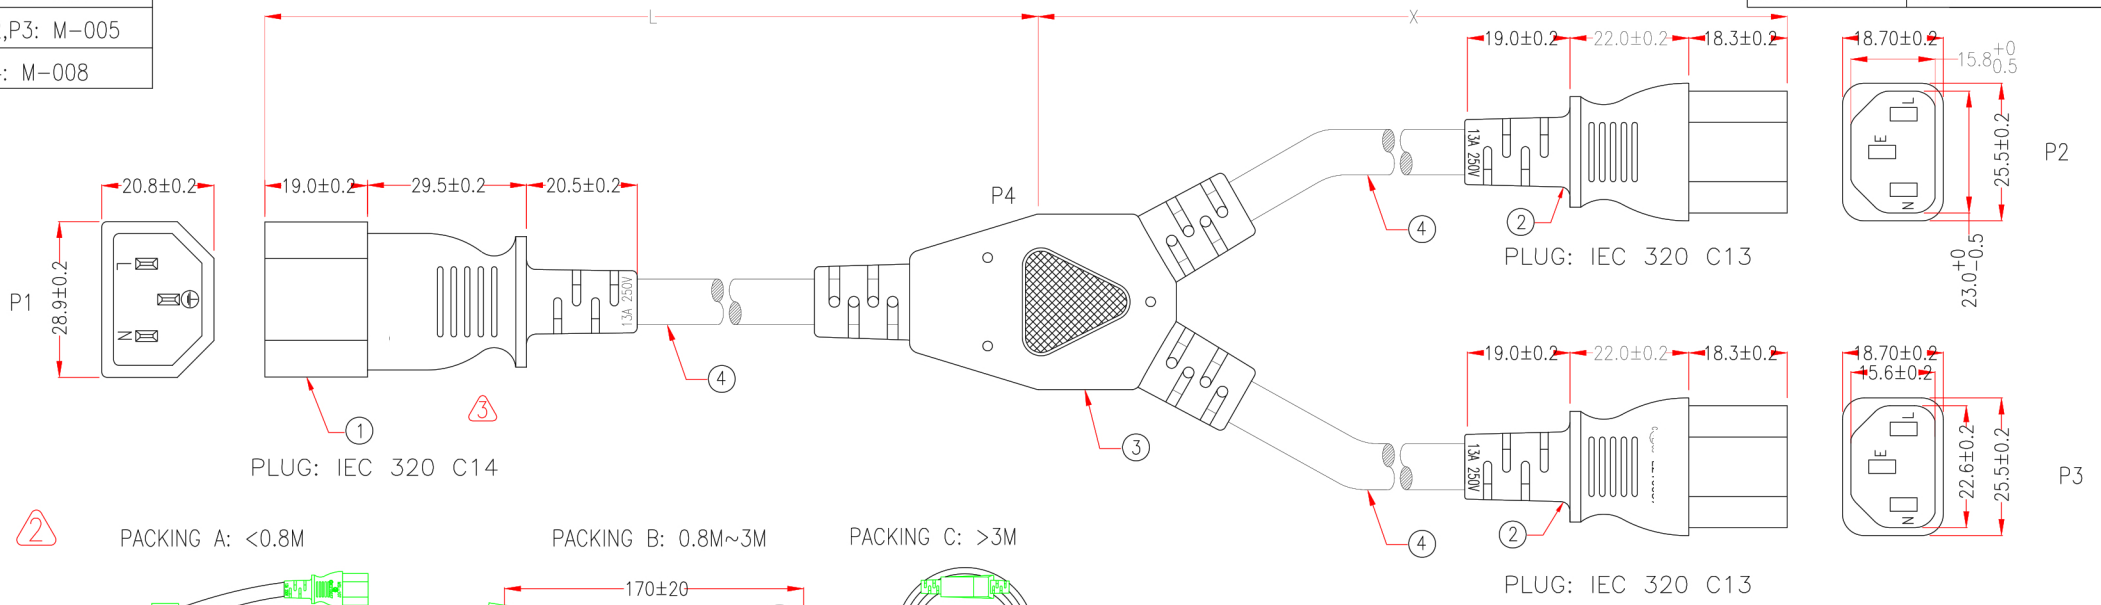 ,P3: M-005
: M-008
L
X
19.0±0.2
22.0±0.2
18.3±0.2
18.70±0.2
15.8+0 0.5
L
E
N
25.5±0.2
23.0+0-0.5
P2
13A 250V
2
4
PLUG: IEC 320 C13
P4
20.8±0.2
19.0±0.2
29.5±0.2
20.5±0.2
P1
28.9±0.2
L
N
13A 250V
4
3
1
3
PLUG: IEC 320 C14
19.0±0.2
22.0±0.2
18.3±0.2
18.70±0.2
15.6±0.2
L
E
N
22.6±0.2
25.5±0.2
P3
13A 250V
2
4
PLUG: IEC 320 C13
2
PACKING A: <0.8M
PACKING B: 0.8M~3M
PACKING C: >3M
170±20